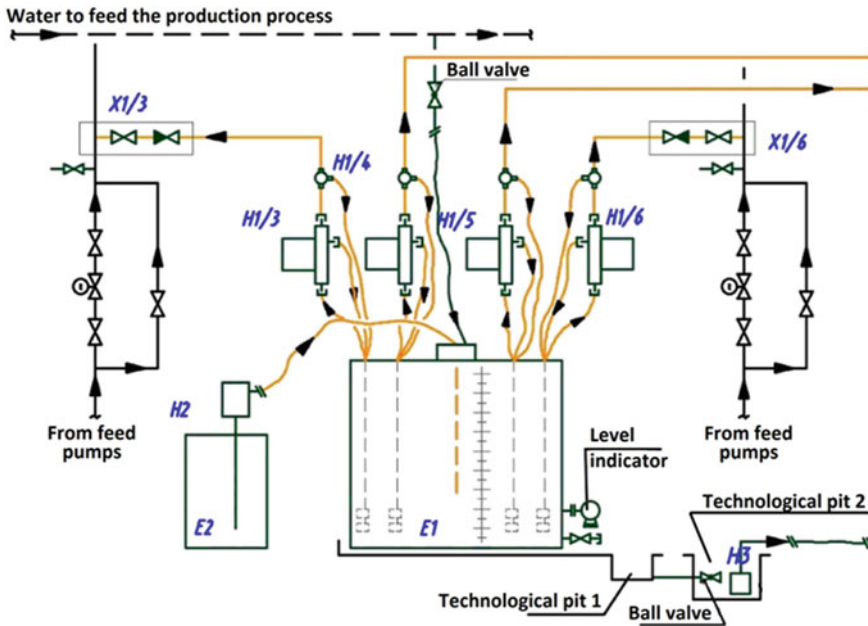 Water to feed the production process
Ball valve
X1/3
X1/6
H1/4
H1/3
H1/5
H1/6
H2
From feed
pumps
From feed
pumps
Level
indicator
E2
E1
Technological pit 2
H3
Technological pit 1
Ball valve